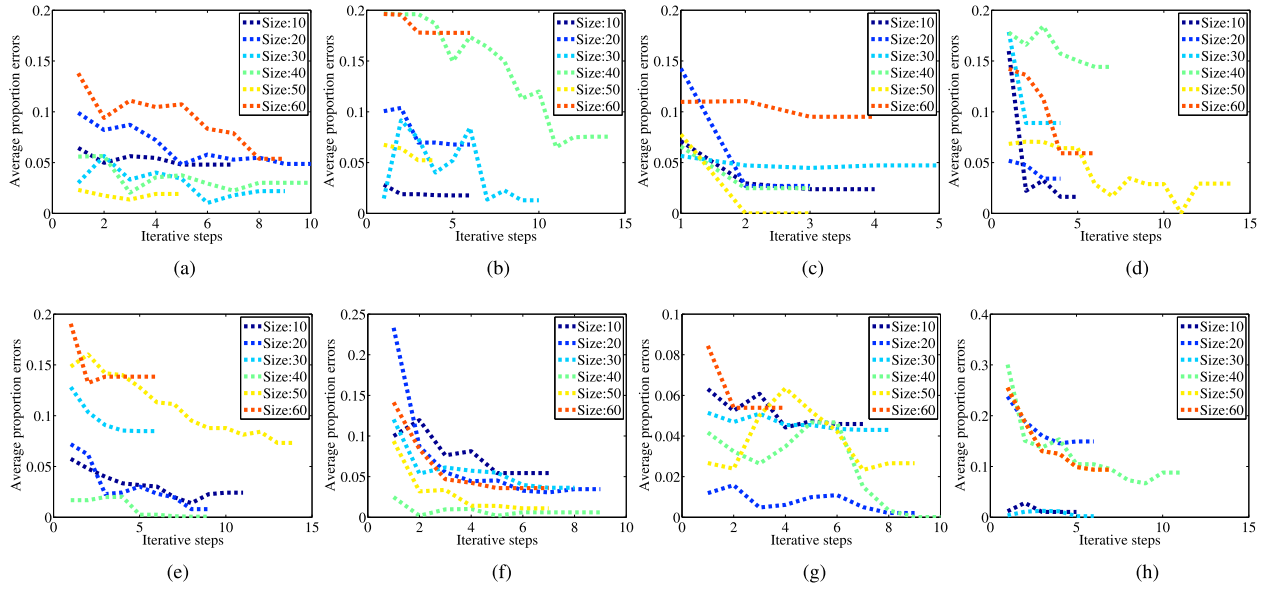 0.2
0.15
0.1
0.05
0
Average proportion errors
0 2 4 6 8 10
Iterative steps
Size:10
Size:20
Size:30
Size:40
Size:50
Size:60
(a)
0.2
0.15
0.1
0.05
0
Average proportion errors
0 5 10 15
Iterative steps
Size:10
Size:20
Size:30
Size:40
Size:50
Size:60
(b)
0.2
0.15
0.1
0.05
0
Average proportion errors
1 2 3 4 5
Iterative steps
Size:10
Size:20
Size:30
Size:40
Size:50
Size:60
(c)
0.2
0.15
0.1
0.05
0
Average proportion errors
0 5 10 15
Iterative steps
Size:10
Size:20
Size:30
Size:40
Size:50
Size:60
(d)
0.2
0.15
0.1
0.05
0
Average proportion errors
0 5 10 15
Iterative steps
Size:10
Size:20
Size:30
Size:40
Size:50
Size:60
(e)
0.25
0.2
0.15
0.1
0.05
0
Average proportion errors
0 2 4 6 8 10
Iterative steps
Size:10
Size:20
Size:30
Size:40
Size:50
Size:60
(f)
0.1
0.08
0.06
0.04
0.02
0
Average proportion errors
0 2 4 6 8 10
Iterative steps
Size:10
Size:20
Size:30
Size:40
Size:50
Size:60
(g)
0.4
0.3
0.2
0.1
0
Average proportion errors
0 5 10 15
Iterative steps
Size:10
Size:20
Size:30
Size:40
Size:50
Size:60
(h)